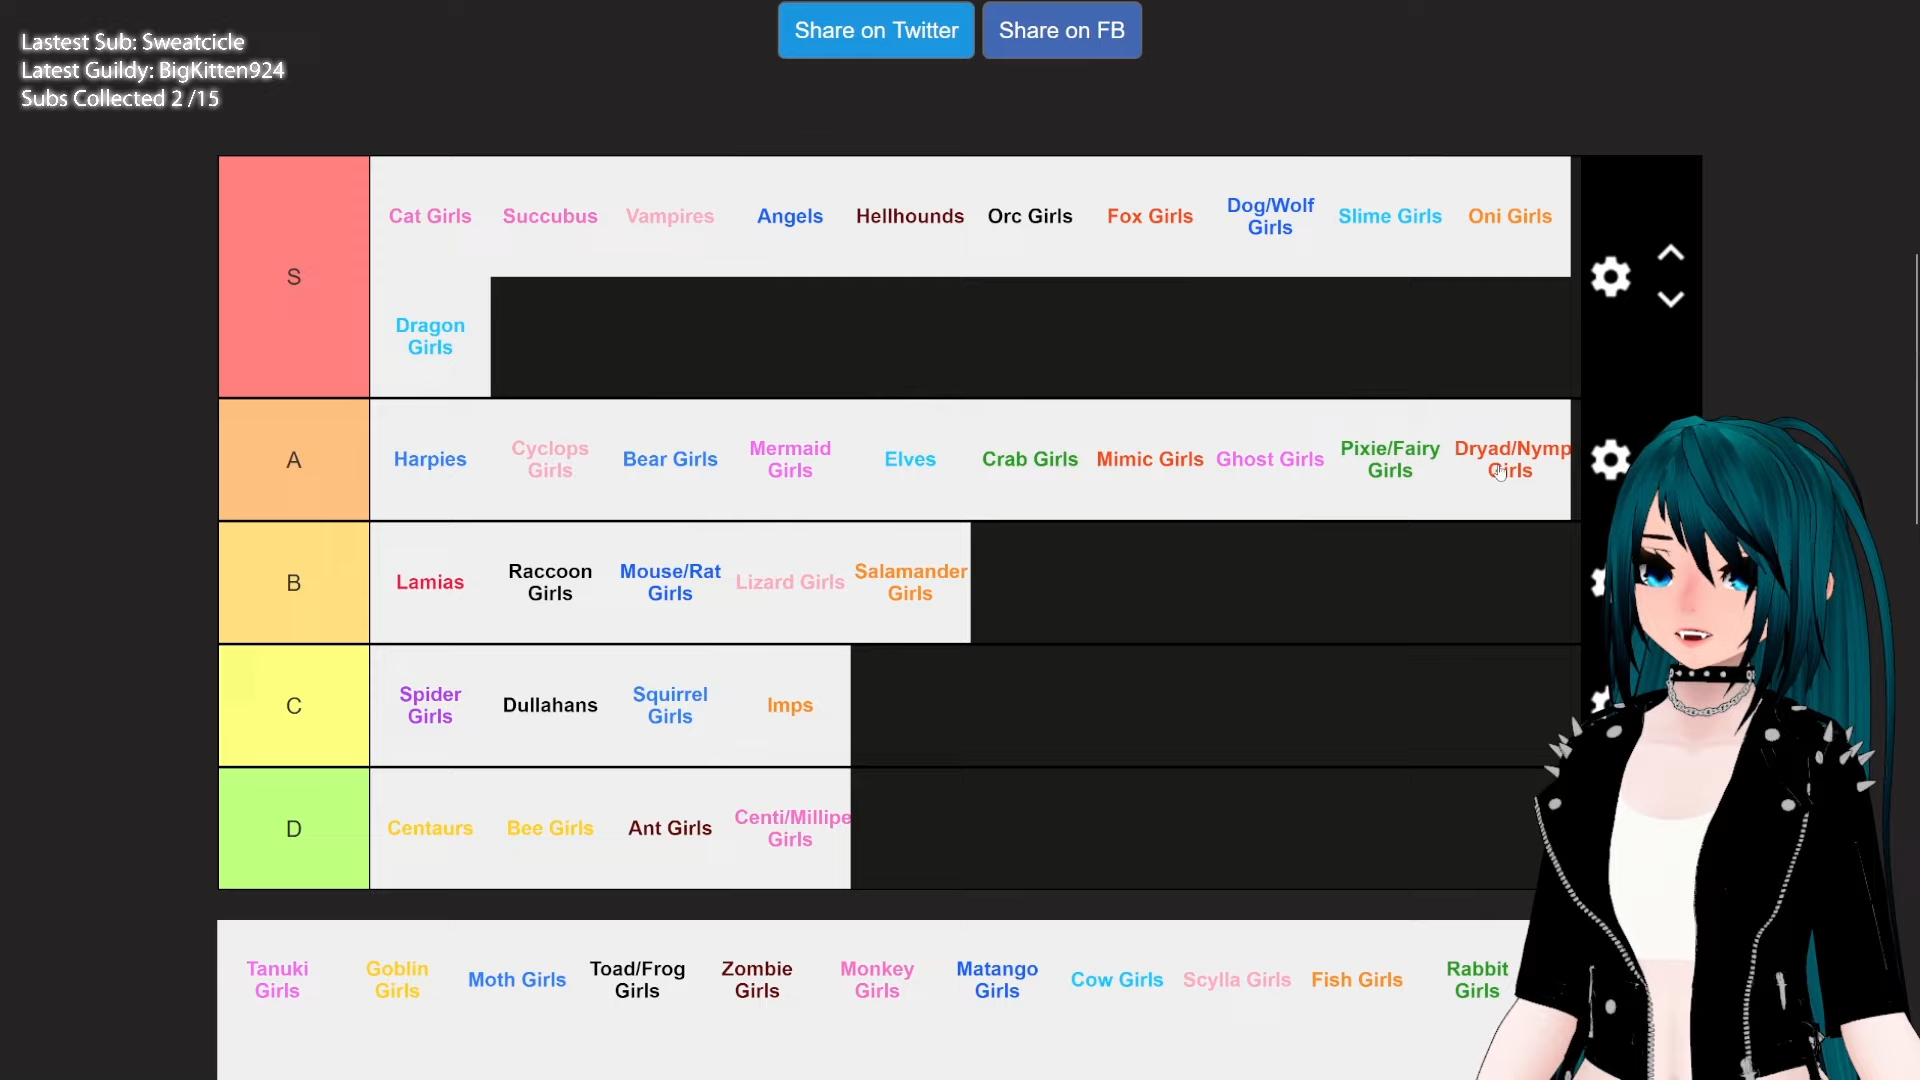 Share on Twitter
Share on FB
Lastest Sub: Sweatcicle
Latest Guildy: BigKitten924
Subs Collected 2 /15
S
Cat Girls
Succubus
Vampires
Angels
Hellhounds
Orc Girls
Fox Girls
Dog/Wolf
Girls
Slime Girls
Oni Girls
Dragon
Girls
A
Harpies
Cyclops
Girls
Bear Girls
Mermaid
Girls
Elves
Crab Girls
Mimic Girls
Ghost Girls
Pixie/Fairy
Girls
Dryad/Nymp
Girls
B
Lamias
Raccoon
Girls
Mouse/Rat
Girls
Lizard Girls
Salamander
Girls
C
Spider
Girls
Dullahans
Squirrel
Girls
Imps
D
Centaurs
Bee Girls
Ant Girls
Centi/Millipe
Girls
Tanuki
Girls
Goblin
Girls
Moth Girls
Toad/Frog
Girls
Zombie
Girls
Monkey
Girls
Matango
Girls
Cow Girls
Scylla Girls
Fish Girls
Rabbit
Girls